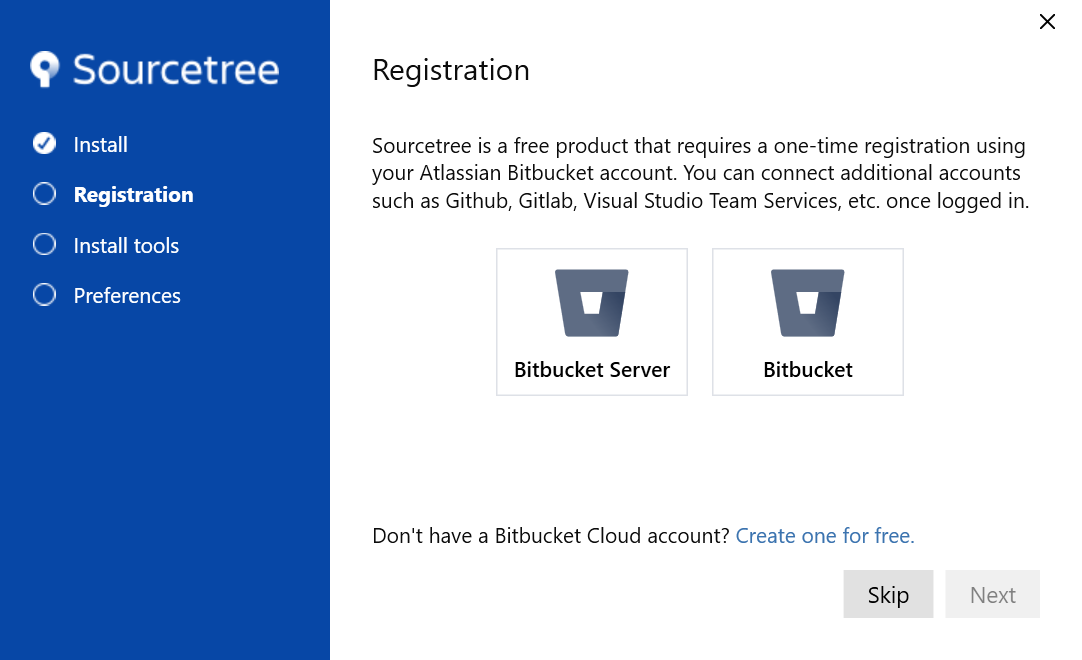 Sourcetree
Install
Registration
Install tools
Preferences
Registration
Sourcetree is a free product that requires a one-time registration using
your Atlassian Bitbucket account. You can connect additional accounts
such as Github, Gitlab, Visual Studio Team Services, etc. once logged in.
Bitbucket Server
Bitbucket
Don't have a Bitbucket Cloud account? Create one for free.
Skip
Next